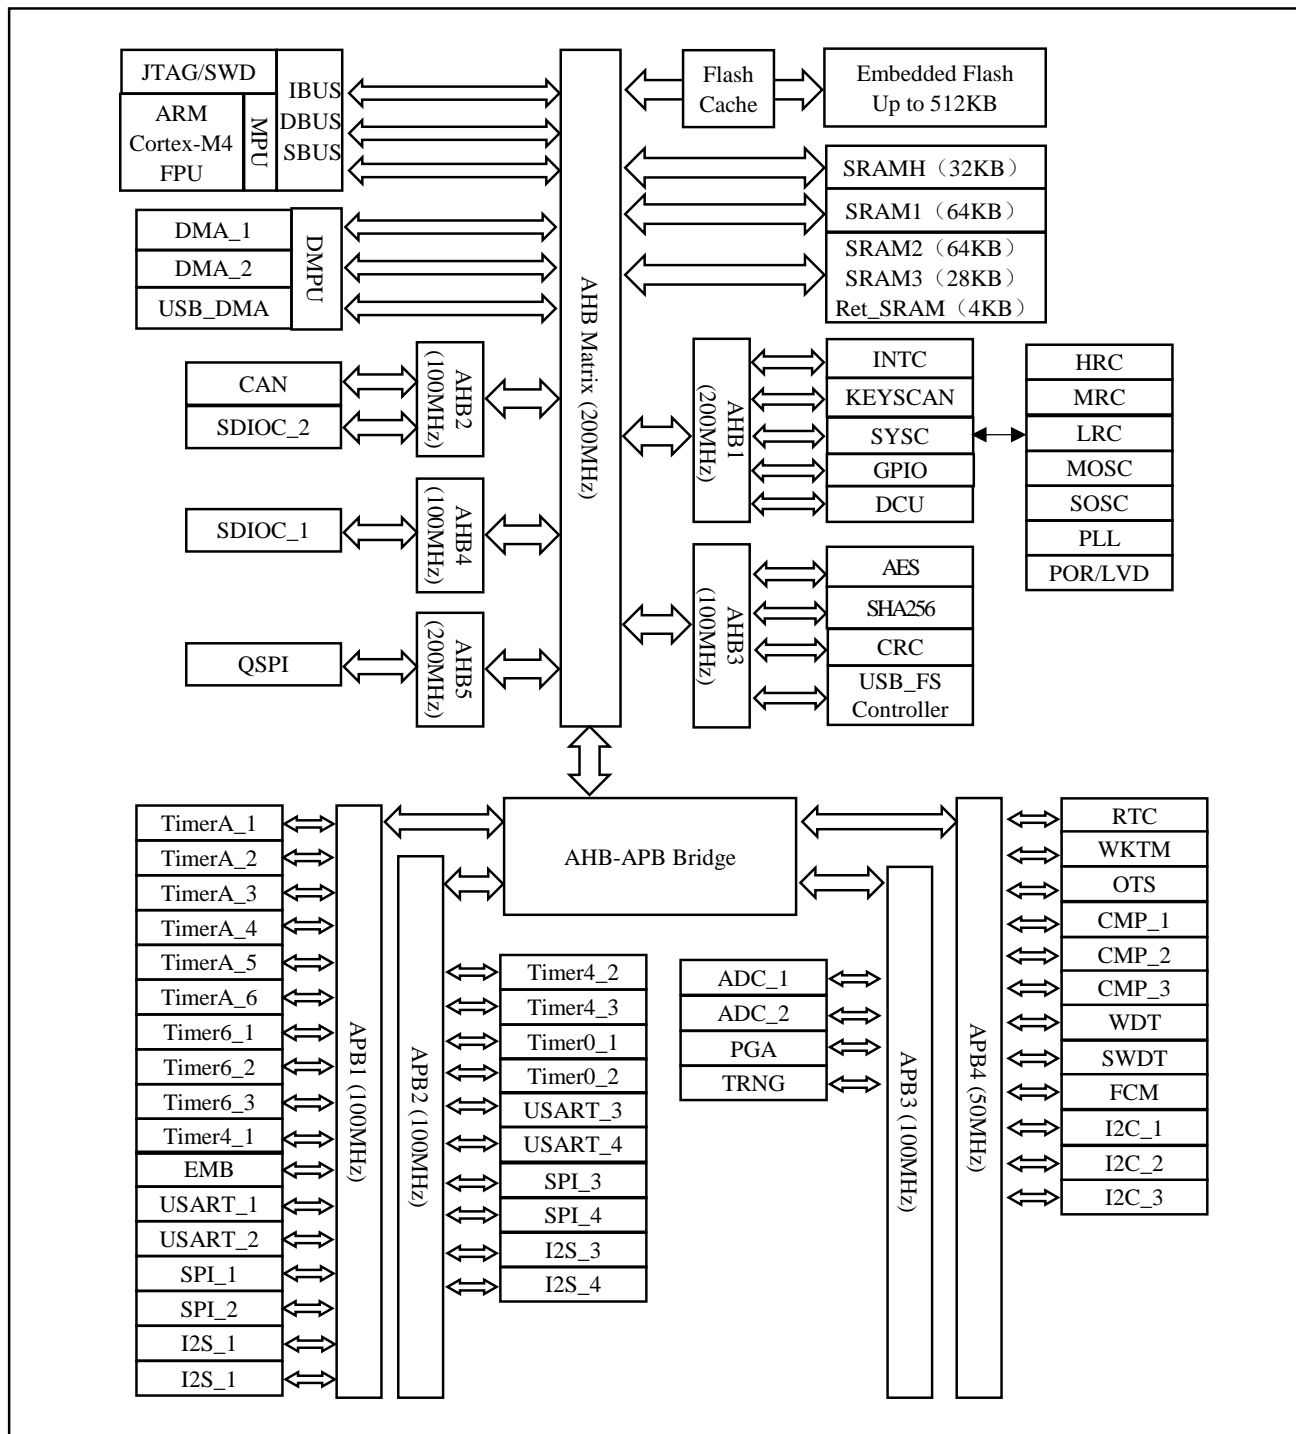 JTAG/SWD
ARM
Cortex-M4
FPU
MPU
IBUS
DBUS
SBUS
DMA_1
DMA_2
USB_DMA
DMPU
CAN
SDIOC_2
AHB2
(100MHz)
SDIOC_1
AHB4
(100MHz)
QSPI
AHB5
(200MHz)
AHB Matrix (200MHz)
Flash
Cache
Embedded Flash
Up to 512KB
SRAMH（32KB）
SRAM1（64KB）
SRAM2（64KB）
SRAM3（28KB）
Ret_SRAM（4KB）
AHB1
(200MHz)
INTC
KEYSCAN
SYSC
GPIO
DCU
HRC
MRC
LRC
MOSC
SOSC
PLL
POR/LVD
AHB3
(100MHz)
AES
SHA256
CRC
USB_FS
Controller
AHB-APB Bridge
TimerA_1
TimerA_2
TimerA_3
TimerA_4
TimerA_5
TimerA_6
Timer6_1
Timer6_2
Timer6_3
Timer4_1
EMB
USART_1
USART_2
SPI_1
SPI_2
I2S_1
I2S_1
APB1 (100MHz)
APB2 (100MHz)
Timer4_2
Timer4_3
Timer0_1
Timer0_2
USART_3
USART_4
SPI_3
SPI_4
I2S_3
I2S_4
ADC_1
ADC_2
PGA
TRNG
APB3 (100MHz)
APB4 (50MHz)
RTC
WKTM
OTS
CMP_1
CMP_2
CMP_3
WDT
SWDT
FCM
I2C_1
I2C_2
I2C_3